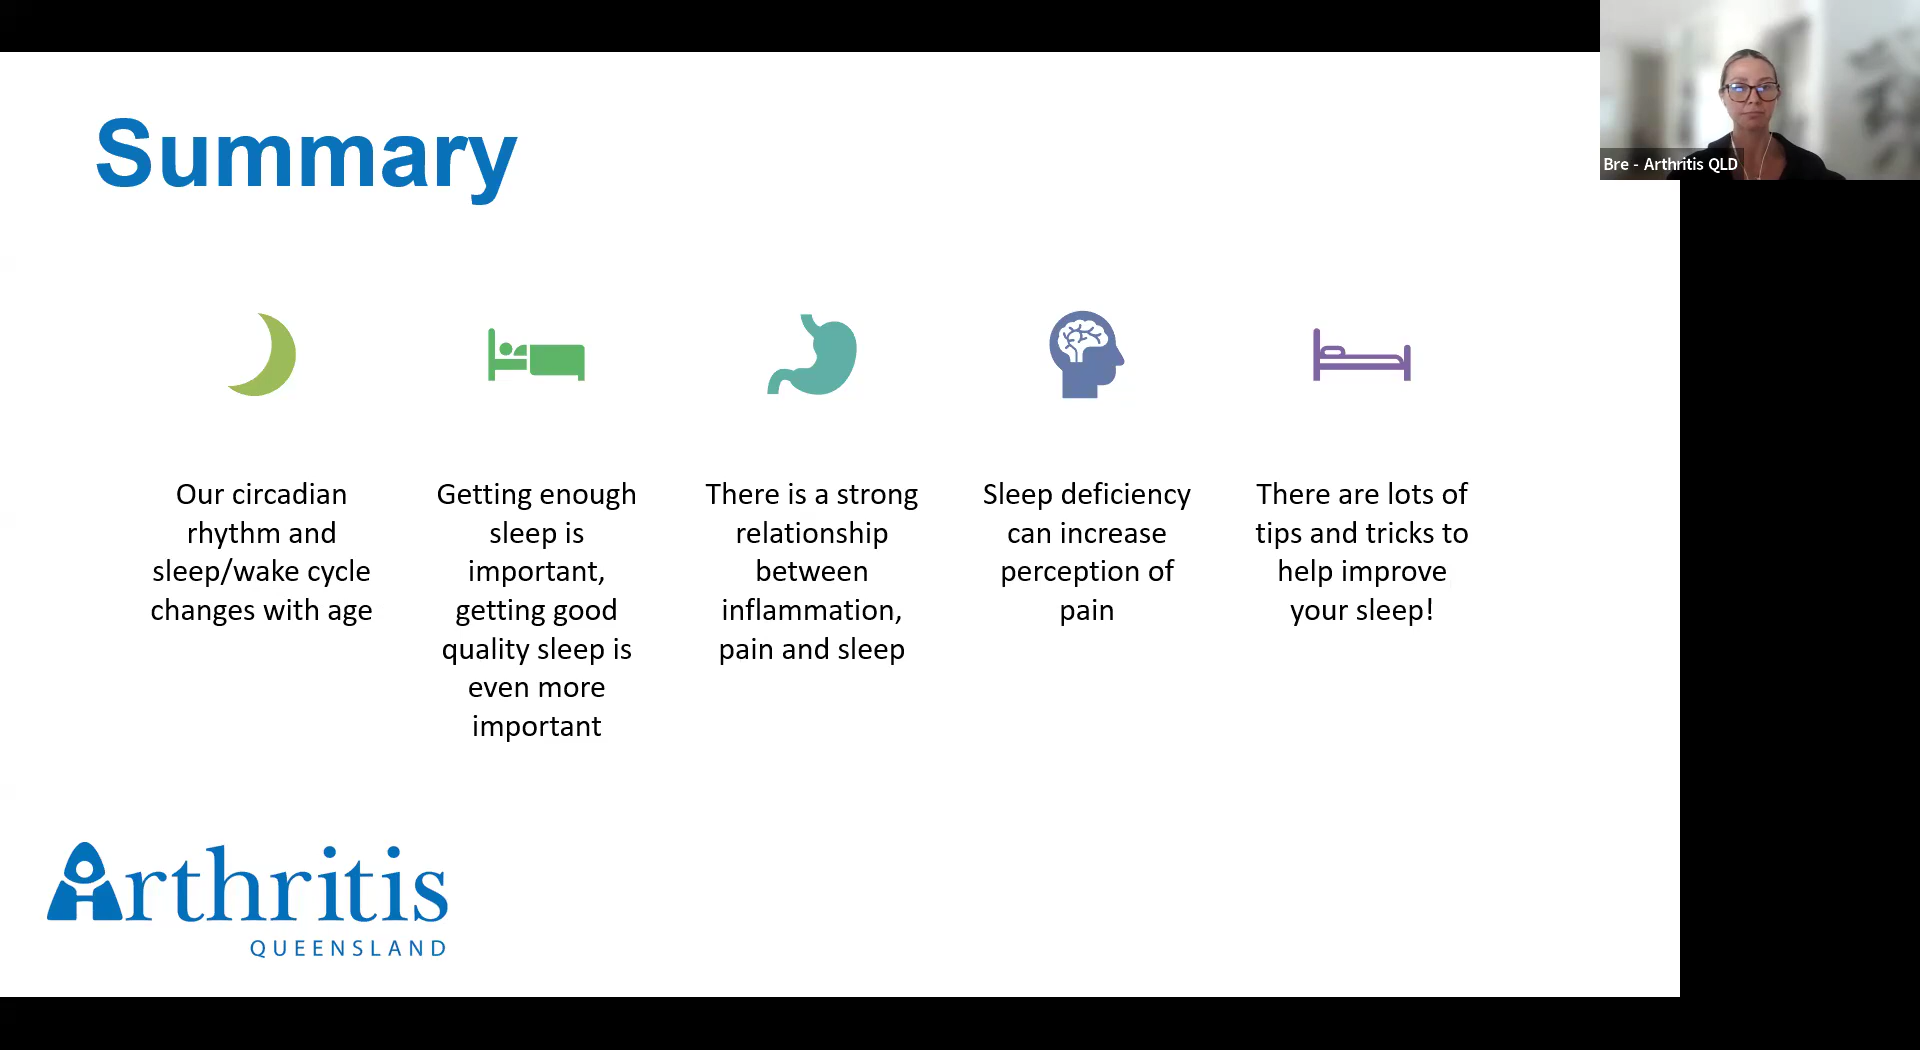 Summary
Bre - Arthritis QLD
Our circadian
rhythm and
sleep/wake cycle
changes with age
Getting enough
sleep is
important,
getting good
quality sleep is
even more
important
There is a strong
relationship
between
inflammation,
pain and sleep
Sleep deficiency
can increase
perception of
pain
There are lots of
tips and tricks to
help improve
your sleep!
Arthritis
QUEENSLAND